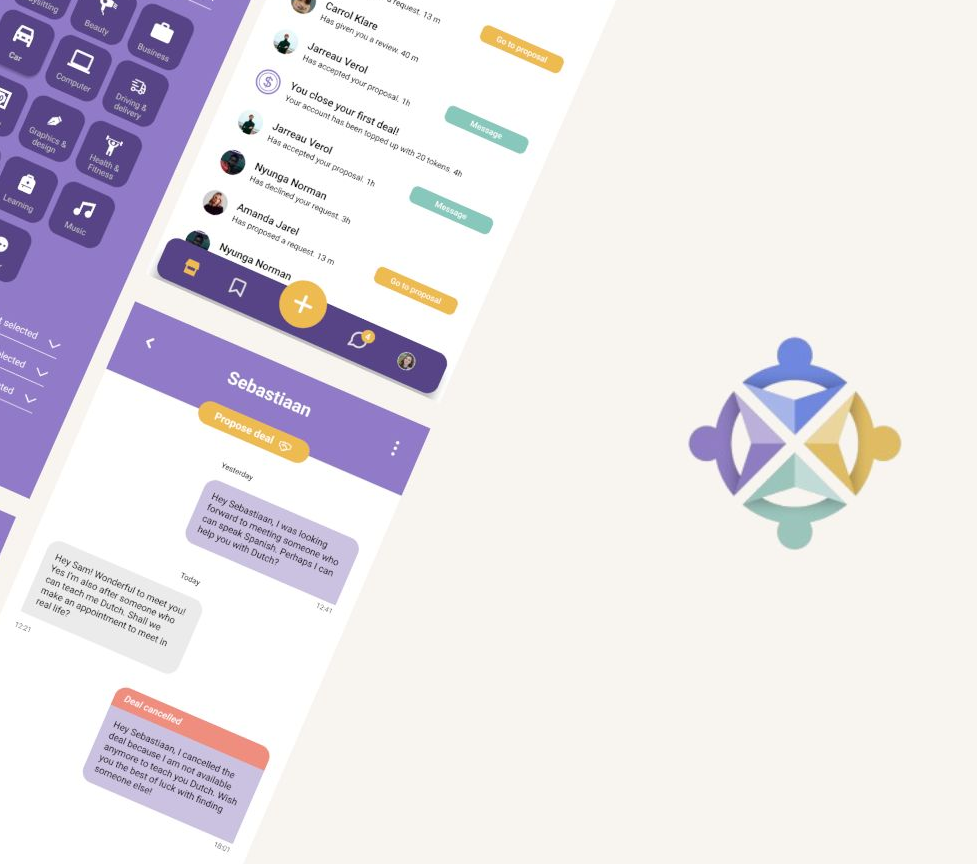 Beauty
Business
Car
Computer
Driving &
delivery
Graphics &
design
Health &
Fitness
Learning
Music
selected
request. 13 m
Carrol Klare
Has given you a review. 40 m
Go to proposal
Jarreau Verol
Has accepted your proposal. 1h
Message
You close your first deal!
Your account has been topped up with 20 tokens. 4h
Jarreau Verol
Has accepted your proposal. 1h
Message
Nyunga Norman
Has declined your request. 3h
Amanda Jarel
Has proposed a request. 13 m
Go to proposal
Nyunga Norman
4
Sebastiaan
Propose deal
Yesterday
Hey Sebastiaan, I was looking
forward to meeting someone who
can speak Spanish. Perhaps I can
help you with Dutch?
12:41
Today
Hey Sam! Wonderful to meet you!
Yes I'm also after someone who
can teach me Dutch. Shall we
make an appointment to meet in
real life?
12:21
Deal cancelled
Hey Sebastiaan, I cancelled the
deal because I am not available
anymore to teach you Dutch. Wish
you the best of luck with finding
someone else!
18:01